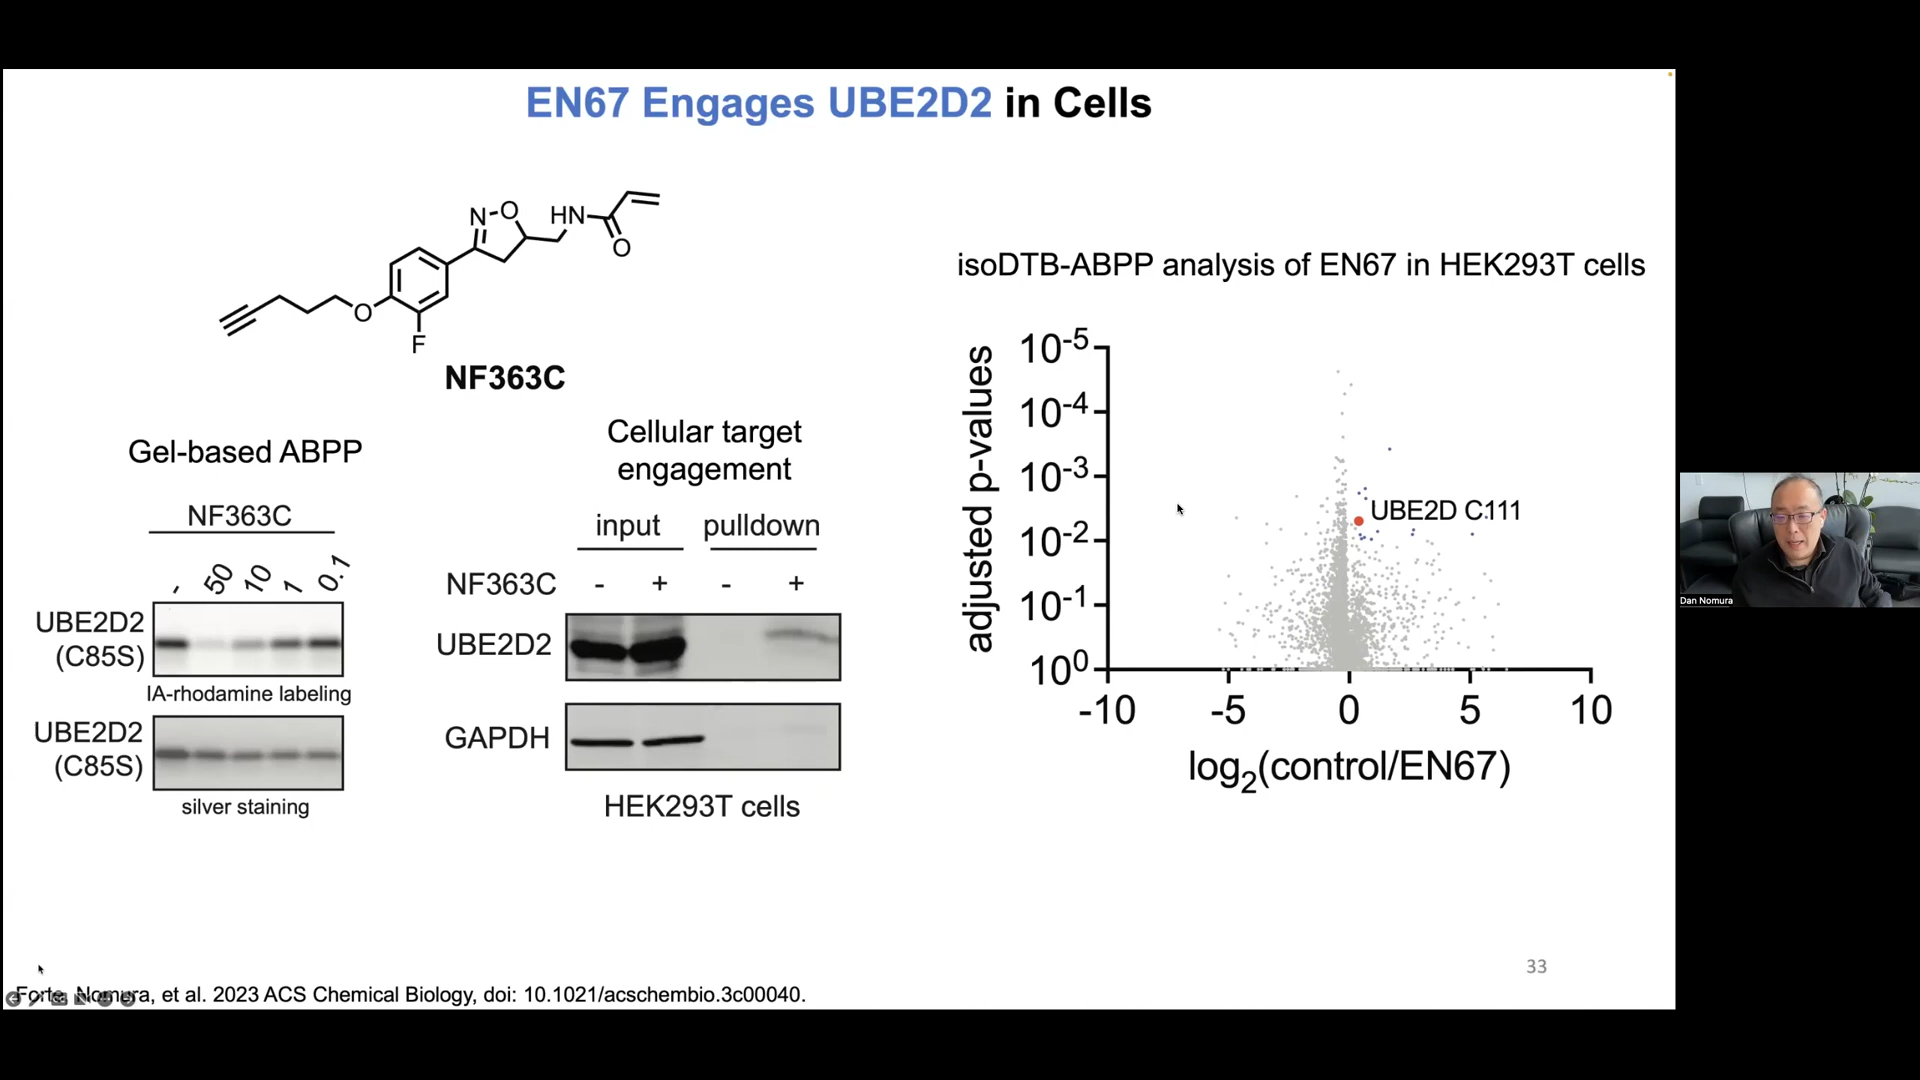 EN67 Engages UBE2D2 in Cells
N
O
HN
O
O
F
NF363C
Gel-based ABPP
NF363C
- 50 10 1 0.1
UBE2D2
(C85S)
IA-rhodamine labeling
UBE2D2
(C85S)
silver staining
Cellular target
engagement
input pulldown
NF363C - + - +
UBE2D2
GAPDH
HEK293T cells
isoDTB-ABPP analysis of EN67 in HEK293T cells
adjusted p-values
10-5
10-4
10-3
10-2
10-1
100
UBE2D C111
-10 -5 0 5 10
log2(control/EN67)
Dan Nomura
33
Forte, Nomura, et al. 2023 ACS Chemical Biology, doi: 10.1021/acschembio.3c00040.